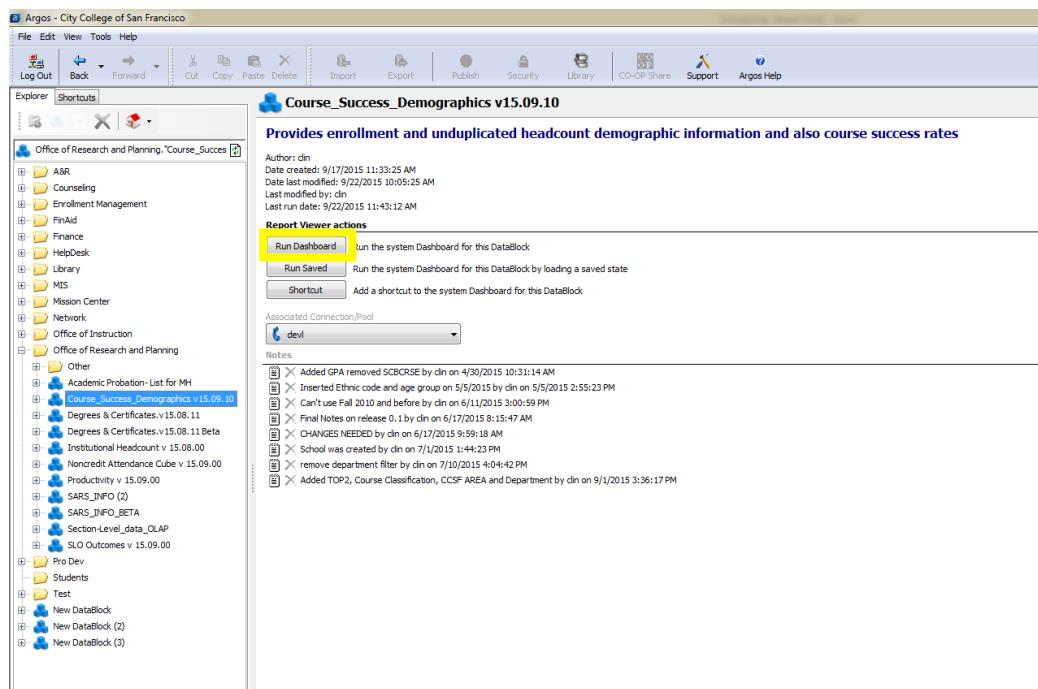 Argos - City College of San Francisco
File Edit View Tools Help
Log Out Back Forward Cut Copy Paste Delete Import Export Publish Security Library CO-OP Share Support Argos Help
Explorer Shortcuts
Office of Research and Planning."Course_Succes
A&R
Counseling
Enrollment Management
FinAid
Finance
HelpDesk
Library
MIS
Mission Center
Network
Office of Instruction
Office of Research and Planning
Other
Academic Probation- List for MH
Course_Success_Demographics v15.09.10
Degrees & Certificates.v15.08.11
Degrees & Certificates.v15.08.11 Beta
Institutional Headcount v 15.08.00
Noncredit Attendance Cube v 15.09.00
Productivity v 15.09.00
SARS_INFO (2)
SARS_INFO_BETA
Section-Level_data_OLAP
SLO Outcomes v 15.09.00
Pro Dev
Students
Test
New DataBlock
New DataBlock (2)
New DataBlock (3)
Course_Success_Demographics v15.09.10
Provides enrollment and unduplicated headcount demographic information and also course success rates
Author: clin
Date created: 9/17/2015 11:33:25 AM
Date last modified: 9/22/2015 10:05:25 AM
Last modified by: clin
Last run date: 9/22/2015 11:43:12 AM
Report Viewer actions
Run Dashboard Run the system Dashboard for this DataBlock
Run Saved Run the system Dashboard for this DataBlock by loading a saved state
Shortcut Add a shortcut to the system Dashboard for this DataBlock
Associated Connection/Pool
devl
Notes
Added GPA removed SCBCRSE by clin on 4/30/2015 10:31:14 AM
Inserted Ethnic code and age group on 5/5/2015 by clin on 5/5/2015 2:55:23 PM
Can't use Fall 2010 and before by clin on 6/11/2015 3:00:59 PM
Final Notes on release 0.1 by clin on 6/17/2015 8:15:47 AM
CHANGES NEEDED by clin on 6/17/2015 9:59:18 AM
School was created by clin on 7/1/2015 1:44:23 PM
remove department filter by clin on 7/10/2015 4:04:42 PM
Added TOP2, Course Classification, CCSF AREA and Department by clin on 9/1/2015 3:36:17 PM